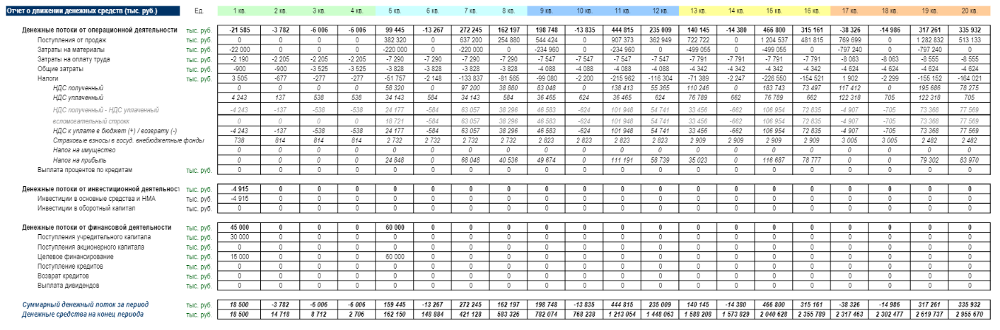 Отчет о движении денежных средств (тыс. руб.) Ед. 1 кв. 2 кв. 3 кв. 4 кв. 5 кв. 6 кв. 7 кв. 8 кв. 9 кв. 10 кв. 11 кв. 12 кв. 13 кв. 14 кв. 15 кв. 16 кв. 17 кв. 18 кв. 19 кв. 20 кв.
Денежные потоки от операционной деятельности тыс. руб. -21 585 -3 782 -6 006 -6 006 99 445 -13 267 272 245 162 197 198 748 -13 835 444 815 235 009 140 145 -14 380 466 800 315 161 -38 326 -14 986 317 261 335 932
Поступления от продаж тыс. руб. 0 0 0 0 382 320 0 637 200 254 880 544 424 0 907 373 362 949 722 722 0 1 204 537 481 815 769 699 0 1 282 832 513 133
Затраты на материалы тыс. руб. -22 000 0 0 0 -220 000 0 -220 000 0 -234 960 0 -234 960 0 -499 055 0 -499 055 0 -797 240 0 -797 240 0
Затраты на оплату труда тыс. руб. -2 190 -2 205 -2 205 -2 205 -7 290 -7 290 -7 290 -7 290 -7 547 -7 547 -7 547 -7 547 -7 791 -7 791 -7 791 -7 791 -8 063 -8 063 -8 555 -8 555
Общие затраты тыс. руб. -900 -900 -3 525 -3 525 -3 828 -3 828 -3 828 -3 828 -4 088 -4 088 -4 088 -4 088 -4 342 -4 342 -4 342 -4 342 -4 624 -4 624 -4 624 -4 624
Налоги тыс. руб. 3 505 -677 -277 -277 -51 757 -2 148 -133 837 -81 565 -99 080 -2 200 -215 962 -116 304 -71 389 -2 247 -226 550 -154 521 1 902 -2 299 -155 152 -164 021
НДС полученный 0 0 0 0 58 320 0 97 200 38 880 83 048 0 138 413 55 365 110 246 0 183 743 73 497 117 412 0 195 686 78 275
НДС уплаченный 4 243 137 538 538 34 143 584 34 143 584 36 465 624 36 465 624 76 789 662 76 789 662 122 318 705 122 318 705
НДС полученный - НДС уплаченный -4 243 -137 -538 -538 24 177 -584 63 057 38 296 46 583 -624 101 948 54 741 33 456 -662 106 954 72 835 -4 907 -705 73 368 77 569
вспомогательный строкк 0 0 0 0 18 721 -584 63 057 38 296 46 583 -624 101 948 54 741 33 456 -662 106 954 72 835 -4 907 -705 73 368 77 569
НДС к уплате в бюджет (+) / возврату (-) -4 243 -137 -538 -538 24 177 -584 63 057 38 296 46 583 -624 101 948 54 741 33 456 -662 106 954 72 835 -4 907 -705 73 368 77 569
Страховые взносы в госуд. внебюджетные фонды 738 814 814 814 2 732 2 732 2 732 2 732 2 823 2 823 2 823 2 823 2 909 2 909 2 909 2 909 3 005 3 005 2 482 2 482
Налог на имущество 0 0 0 0 0 0 0 0 0 0 0 0 0 0 0 0 0 0 0 0
Налог на прибыть 0 0 0 0 24 848 0 68 048 40 536 49 674 0 111 191 58 739 35 023 0 116 687 78 777 0 0 79 302 83 970
Выплата процентов по кредитам тыс. руб. 0 0 0 0 0 0 0 0 0 0 0 0 0 0 0 0 0 0 0 0
Денежные потоки от инвестиционной деятельност тыс. руб. -4 915 0 0 0 0 0 0 0 0 0 0 0 0 0 0 0 0 0 0 0
Инвестиции в основные средства и НМА тыс. руб. -4 915 0 0 0 0 0 0 0 0 0 0 0 0 0 0 0 0 0 0 0
Инвестиции в оборотный капитал тыс. руб. 0 0 0 0 0 0 0 0 0 0 0 0 0 0 0 0 0 0 0 0
Денежные потоки от финансовой деятельности тыс. руб. 45 000 0 0 0 60 000 0 0 0 0 0 0 0 0 0 0 0 0 0 0 0
Поступления учредительного капитала тыс. руб. 30 000 0 0 0 0 0 0 0 0 0 0 0 0 0 0 0 0 0 0 0
Поступления акционерного капитала тыс. руб. 0 0 0 0 0 0 0 0 0 0 0 0 0 0 0 0 0 0 0 0
Целевое финансирование тыс. руб. 15 000 0 0 0 60 000 0 0 0 0 0 0 0 0 0 0 0 0 0 0 0
Поступление кредитов тыс. руб. 0 0 0 0 0 0 0 0 0 0 0 0 0 0 0 0 0 0 0 0
Возврат кредитов тыс. руб. 0 0 0 0 0 0 0 0 0 0 0 0 0 0 0 0 0 0 0 0
Выплата дивидендов тыс. руб. 0 0 0 0 0 0 0 0 0 0 0 0 0 0 0 0 0 0 0 0
Суммарный денежный поток за период тыс. руб. 18 500 -3 782 -6 006 -6 006 159 445 -13 267 272 245 162 197 198 748 -13 835 444 815 235 009 140 145 -14 380 466 800 315 161 -38 326 -14 986 317 261 335 932
Денежные средства на конец периода тыс. руб. 18 500 14 718 8 712 2 706 162 150 148 884 421 128 583 326 782 074 768 238 1 213 054 1 448 063 1 588 208 1 573 829 2 040 628 2 355 789 2 317 463 2 302 477 2 619 737 2 955 670